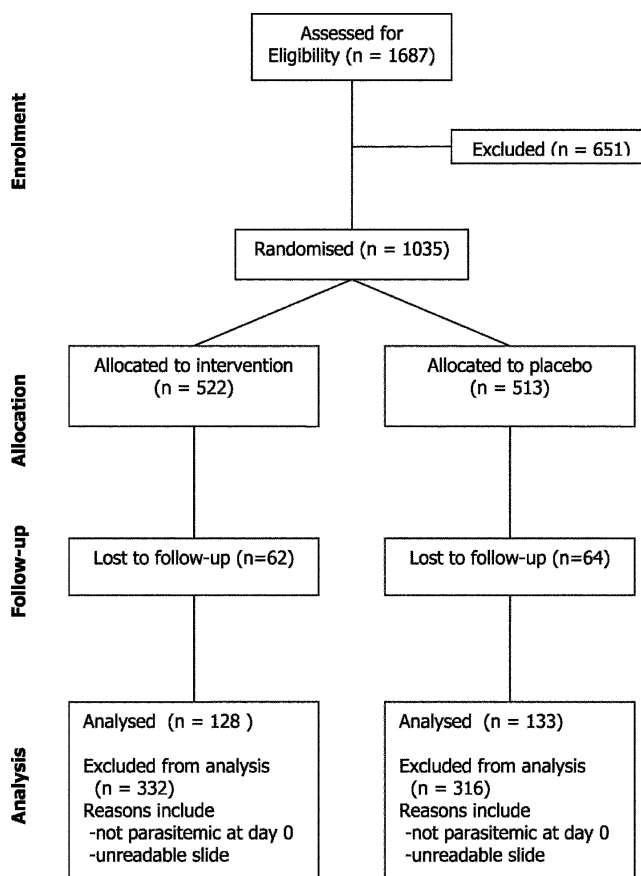 Assessed for
Eligibility (n = 1687)
Enrolment
Excluded (n = 651)
Randomised (n = 1035)
Allocation
Allocated to intervention
(n = 522)
Allocated to placebo
(n = 513)
Follow-up
Lost to follow-up (n=62)
Lost to follow-up (n=64)
Analysis
Analysed (n = 128 )
Excluded from analysis
(n = 332)
Reasons include
-not parasitemic at day 0
-unreadable slide
Analysed (n = 133)
Excluded from analysis
(n = 316)
Reasons include
-not parasitemic at day 0
-unreadable slide